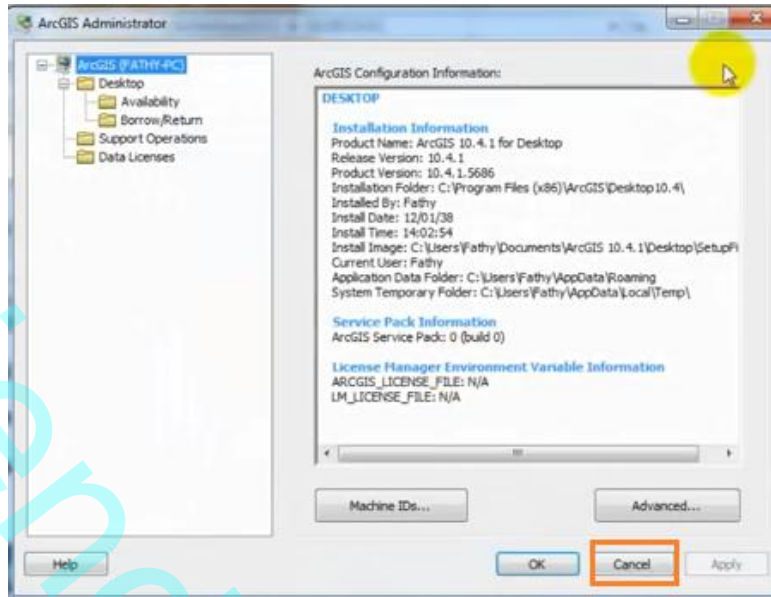 ArcGIS Administrator
ArcGIS (FATHY-PC)
Desktop
Availability
Borrow/Return
Support Operations
Data Licenses
ArcGIS Configuration Information:
DESKTOP
Installation Information
Product Name: ArcGIS 10.4.1 for Desktop
Release Version: 10.4.1
Product Version: 10.4.1.5686
Installation Folder: C:\Program Files (x86)\ArcGIS\Desktop10.4\
Installed By: Fathy
Install Date: 12/01/38
Install Time: 14:02:54
Install Image: C:\Users\Fathy\Documents\ArcGIS 10.4.1\Desktop\SetupFi
Current User: Fathy
Application Data Folder: C:\Users\Fathy\AppData\Roaming
System Temporary Folder: C:\Users\Fathy\AppData\Local\Temp\
Service Pack Information
ArcGIS Service Pack: 0 (build 0)
License Manager Environment Variable Information
ARCGIS_LICENSE_FILE: N/A
LM_LICENSE_FILE: N/A
Machine IDs...
Advanced...
Help
OK
Cancel
Apply